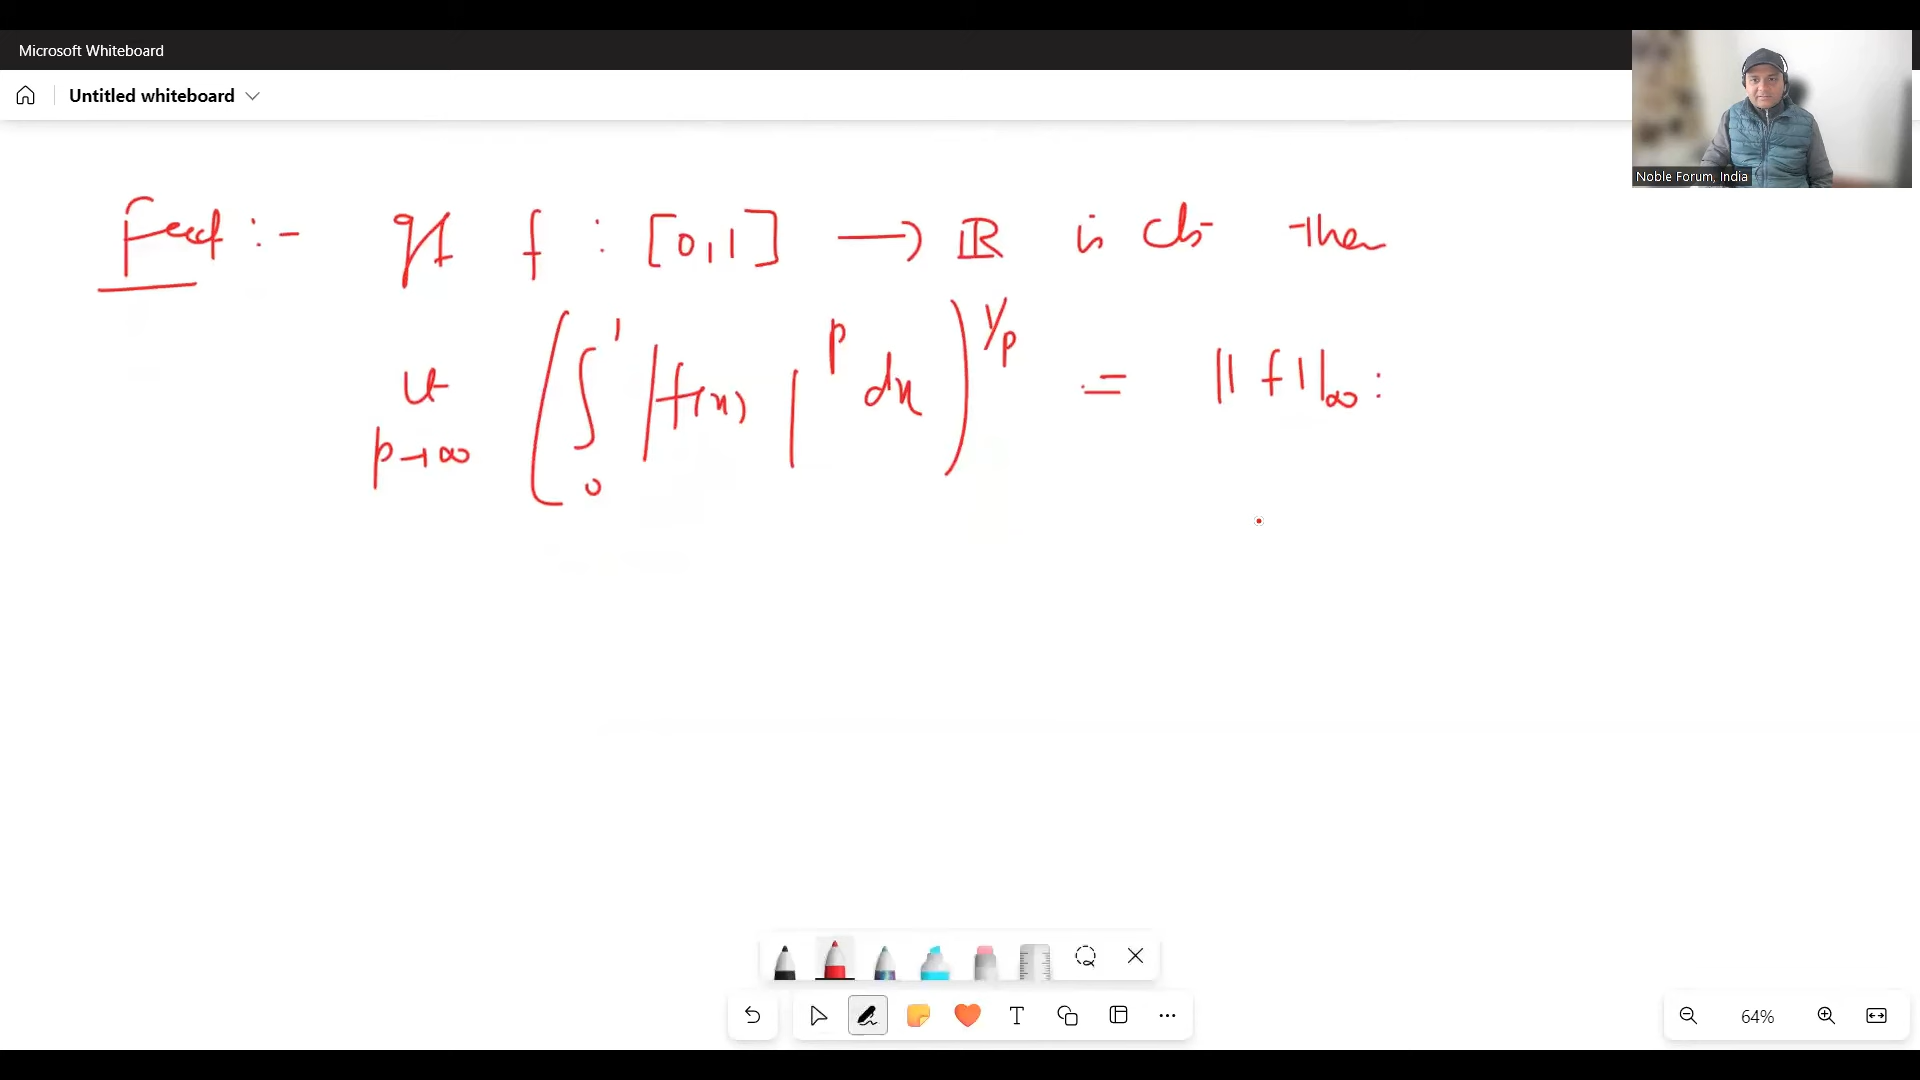 Microsoft Whiteboard
Untitled whiteboard
Noble Forum, India
Fact :- If f : [0,1] → ℝ is cts then
lt p→∞ (∫₀¹ |f(x)|^p dx)^{1/p} = ||f||_∞ :
64%